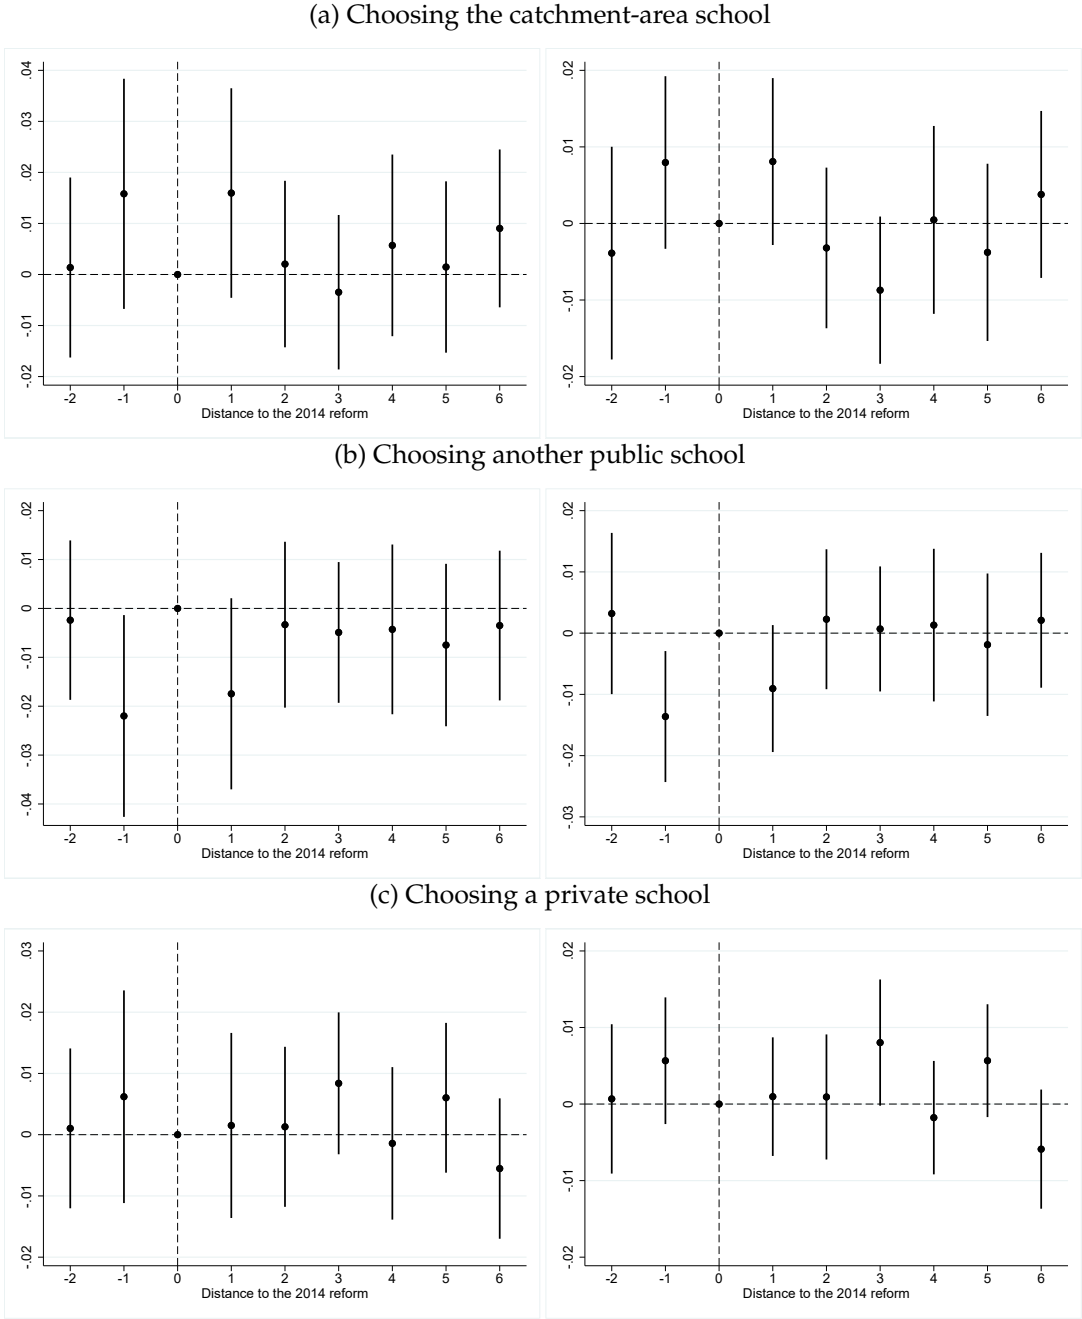 (a) Choosing the catchment-area school
.04
.03
.02
.01
0
-.01
-.02
-2 -1 0 1 2 3 4 5 6
Distance to the 2014 reform
.02
.01
0
-.01
-.02
-2 -1 0 1 2 3 4 5 6
Distance to the 2014 reform
(b) Choosing another public school
.02
.01
0
-.01
-.02
-.03
-.04
-2 -1 0 1 2 3 4 5 6
Distance to the 2014 reform
.02
.01
0
-.01
-.02
-.03
-2 -1 0 1 2 3 4 5 6
Distance to the 2014 reform
(c) Choosing a private school
.03
.02
.01
0
-.01
-.02
-2 -1 0 1 2 3 4 5 6
Distance to the 2014 reform
.02
.01
0
-.01
-.02
-2 -1 0 1 2 3 4 5 6
Distance to the 2014 reform